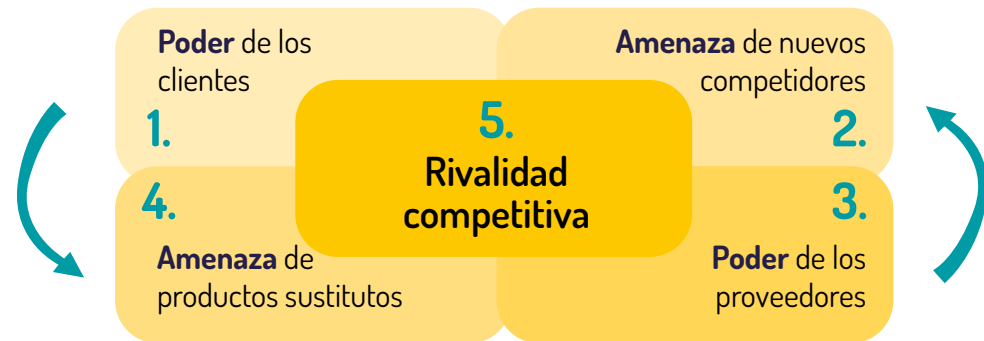 Poder de los
clientes
1.
Amenaza de nuevos
competidores
2.
5.
Rivalidad
competitiva
4.
Amenaza de
productos sustitutos
3.
Poder de los
proveedores